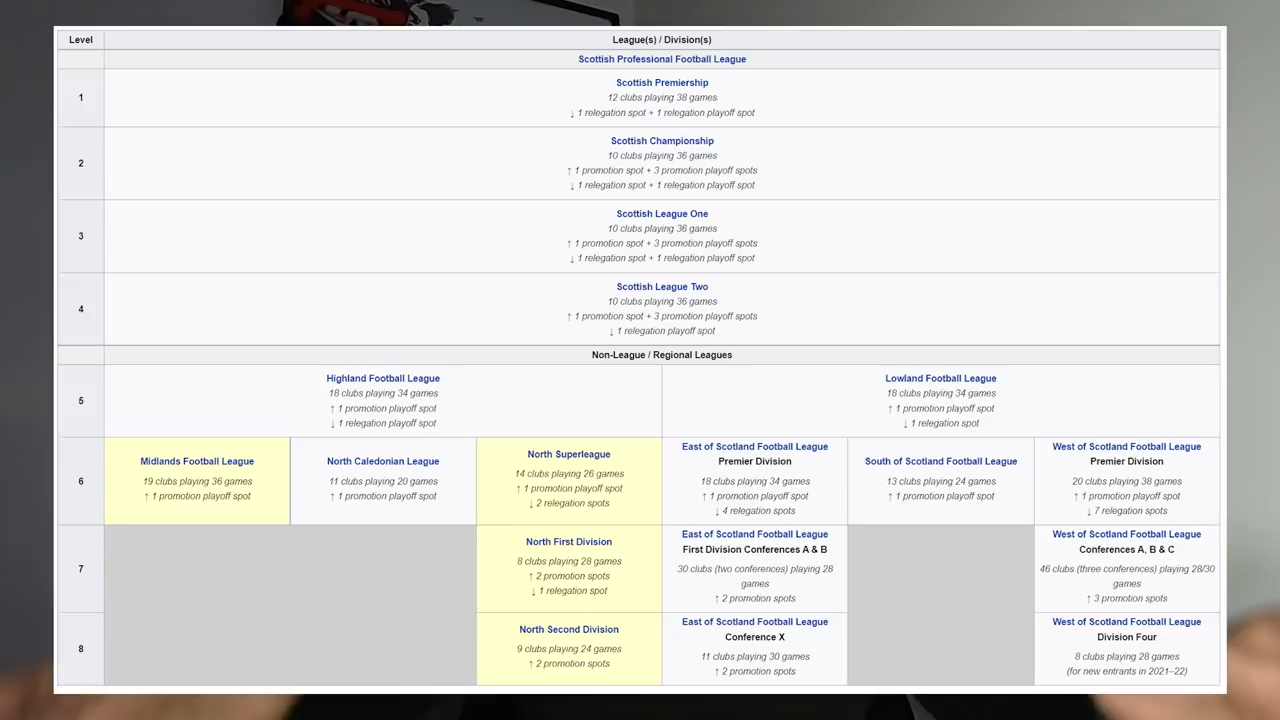 Level
League(s) / Division(s)
Scottish Professional Football League
1
Scottish Premiership
12 clubs playing 38 games
↓ 1 relegation spot + 1 relegation playoff spot
2
Scottish Championship
10 clubs playing 36 games
↑ 1 promotion spot + 3 promotion playoff spots
↓ 1 relegation spot + 1 relegation playoff spot
3
Scottish League One
10 clubs playing 36 games
↑ 1 promotion spot + 3 promotion playoff spots
↓ 1 relegation spot + 1 relegation playoff spot
4
Scottish League Two
10 clubs playing 36 games
↑ 1 promotion spot + 3 promotion playoff spots
↓ 1 relegation playoff spot
Non-League / Regional Leagues
5
Highland Football League
18 clubs playing 34 games
↑ 1 promotion playoff spot
↓ 1 relegation playoff spot
Lowland Football League
18 clubs playing 34 games
↑ 1 promotion playoff spot
↓ 1 relegation spot
6
Midlands Football League
19 clubs playing 36 games
↑ 1 promotion playoff spot
North Caledonian League
11 clubs playing 20 games
↑ 1 promotion playoff spot
North Superleague
14 clubs playing 26 games
↑ 1 promotion playoff spot
↓ 2 relegation spots
East of Scotland Football League
Premier Division
18 clubs playing 34 games
↑ 1 promotion playoff spot
↓ 4 relegation spots
South of Scotland Football League
13 clubs playing 24 games
↑ 1 promotion playoff spot
West of Scotland Football League
Premier Division
20 clubs playing 38 games
↑ 1 promotion playoff spot
↓ 7 relegation spots
7
North First Division
8 clubs playing 28 games
↑ 2 promotion spots
↓ 1 relegation spot
East of Scotland Football League
First Division Conferences A & B
30 clubs (two conferences) playing 28
games
↑ 2 promotion spots
West of Scotland Football League
Conferences A, B & C
46 clubs (three conferences) playing 28/30
games
↑ 3 promotion spots
8
North Second Division
9 clubs playing 24 games
↑ 2 promotion spots
East of Scotland Football League
Conference X
11 clubs playing 30 games
↑ 2 promotion spots
West of Scotland Football League
Division Four
8 clubs playing 28 games
(for new entrants in 2021–22)